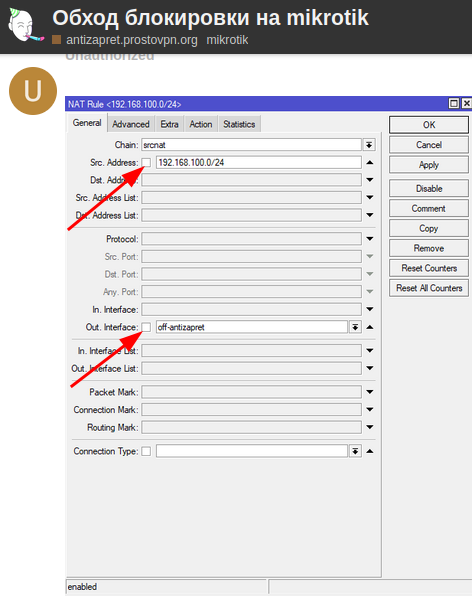 Обход блокировки на mikrotik
antizapret.prostovpn.org mikrotik
Unauthorized
U
NAT Rule <192.168.100.0/24>
General Advanced Extra Action Statistics
Chain: srcnat
Src. Address: 192.168.100.0/24
Dst. Address:
Src. Address List:
Dst. Address List:
Protocol:
Src. Port:
Dst. Port:
Any. Port:
In. Interface:
Out. Interface: off-antizapret
In. Interface List:
Out. Interface List:
Packet Mark:
Connection Mark:
Routing Mark:
Connection Type:
OK
Cancel
Apply
Disable
Comment
Copy
Remove
Reset Counters
Reset All Counters
enabled